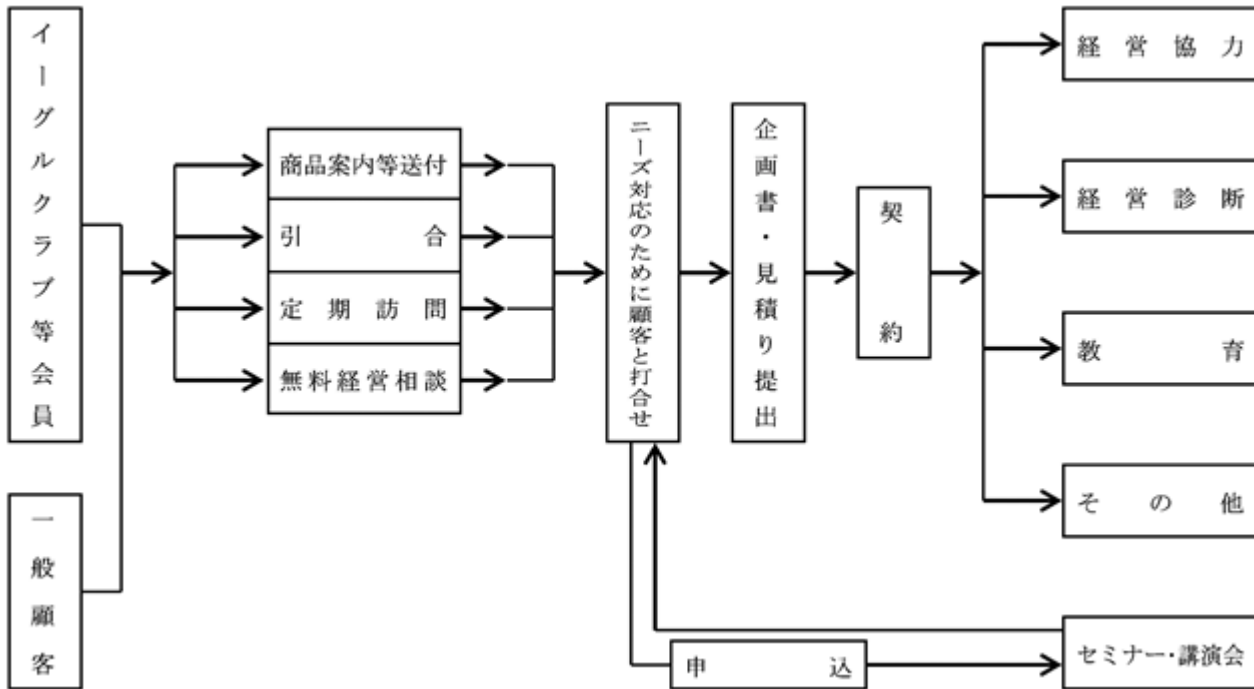 イーグルクラブ等会員
一般顧客
商品案内等送付
引合
定期訪問
無料経営相談
ニーズ対応のために顧客と打合せ
企画書・見積り提出
契約
経営協力
経営診断
教育
その他
申込
セミナー・講演会